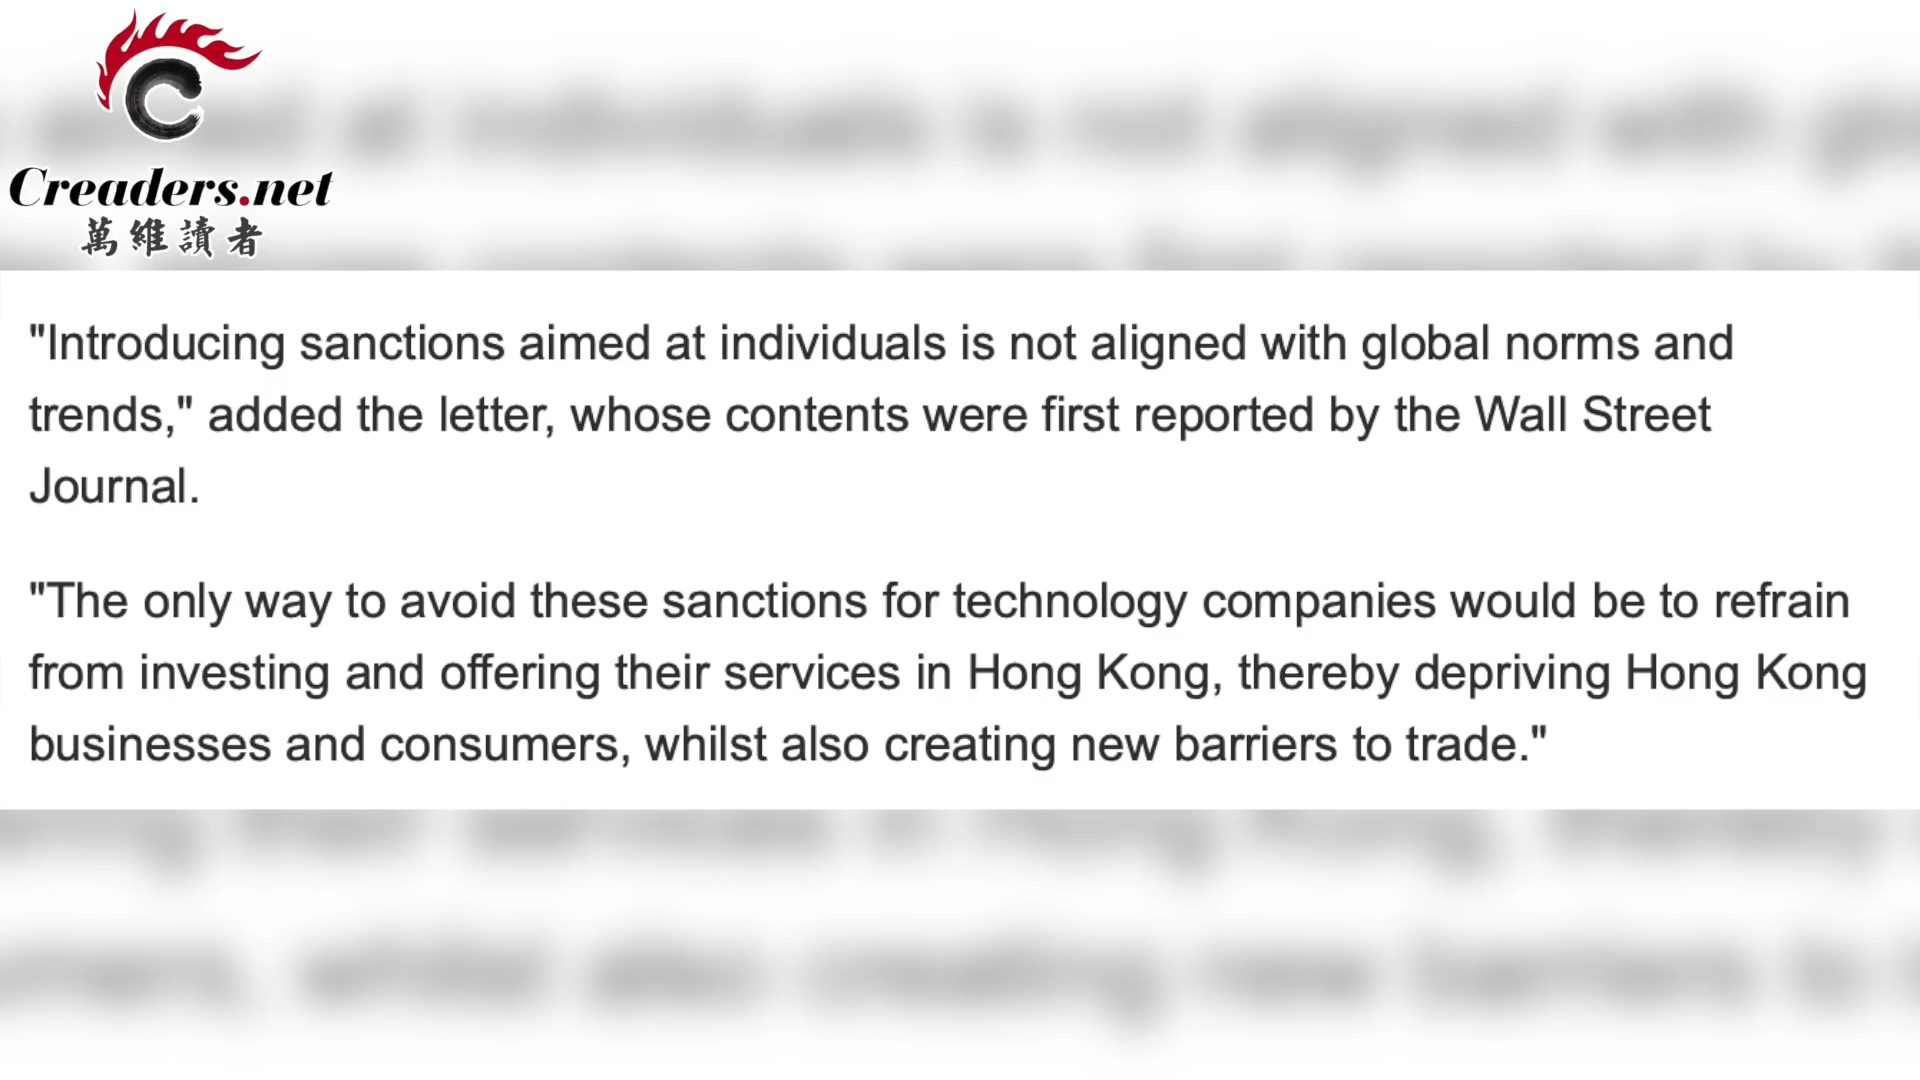 Creaders.net
萬維讀者
"Introducing sanctions aimed at individuals is not aligned with global norms and
trends," added the letter, whose contents were first reported by the Wall Street
Journal.
"The only way to avoid these sanctions for technology companies would be to refrain
from investing and offering their services in Hong Kong, thereby depriving Hong Kong
businesses and consumers, whilst also creating new barriers to trade."